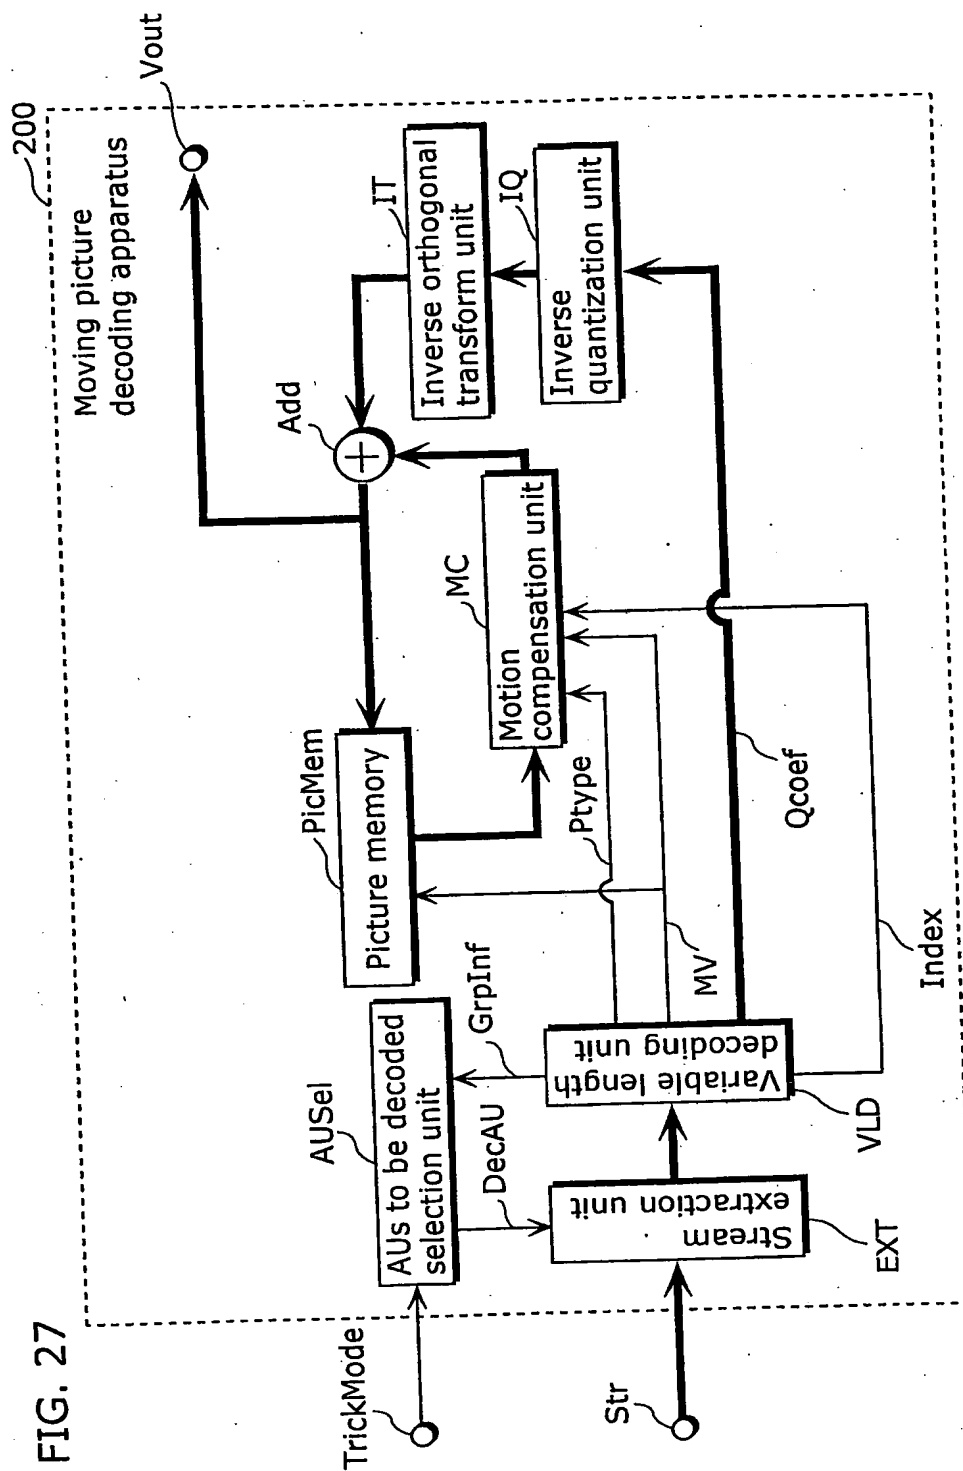 FIG. 27
200
Moving picture
decoding apparatus
Vout
TrickMode
AUSel
AUs to be decoded
selection unit
PicMem
Picture memory
Add
IT
Inverse orthogonal
transform unit
DecAU
GrpInf
MC
Motion
compensation unit
IQ
Inverse
quantization unit
Ptype
Str
Stream
extraction unit
EXT
Variable length
decoding unit
VLD
MV
Qcoef
Index